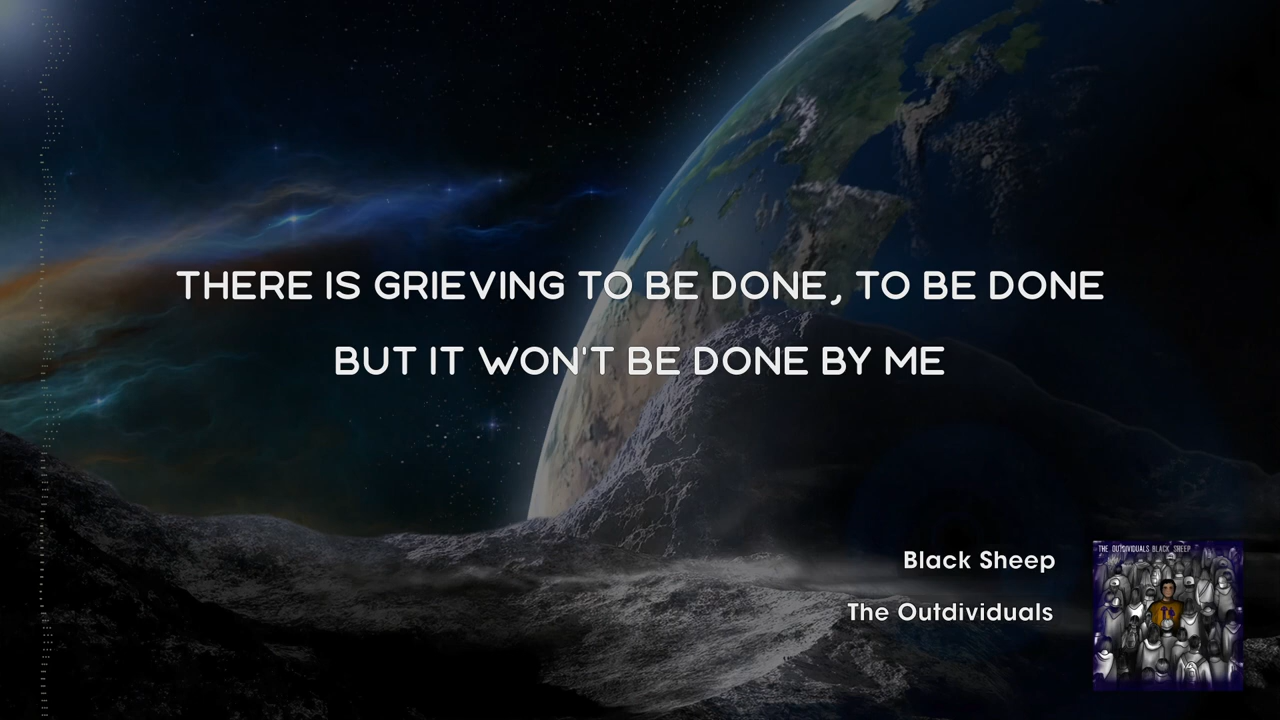 THERE IS GRIEVING TO BE DONE, TO BE DONE
BUT IT WON'T BE DONE BY ME
Black Sheep
The Outdividuals
THE OUTDIVIDUALS BLACK SHEEP